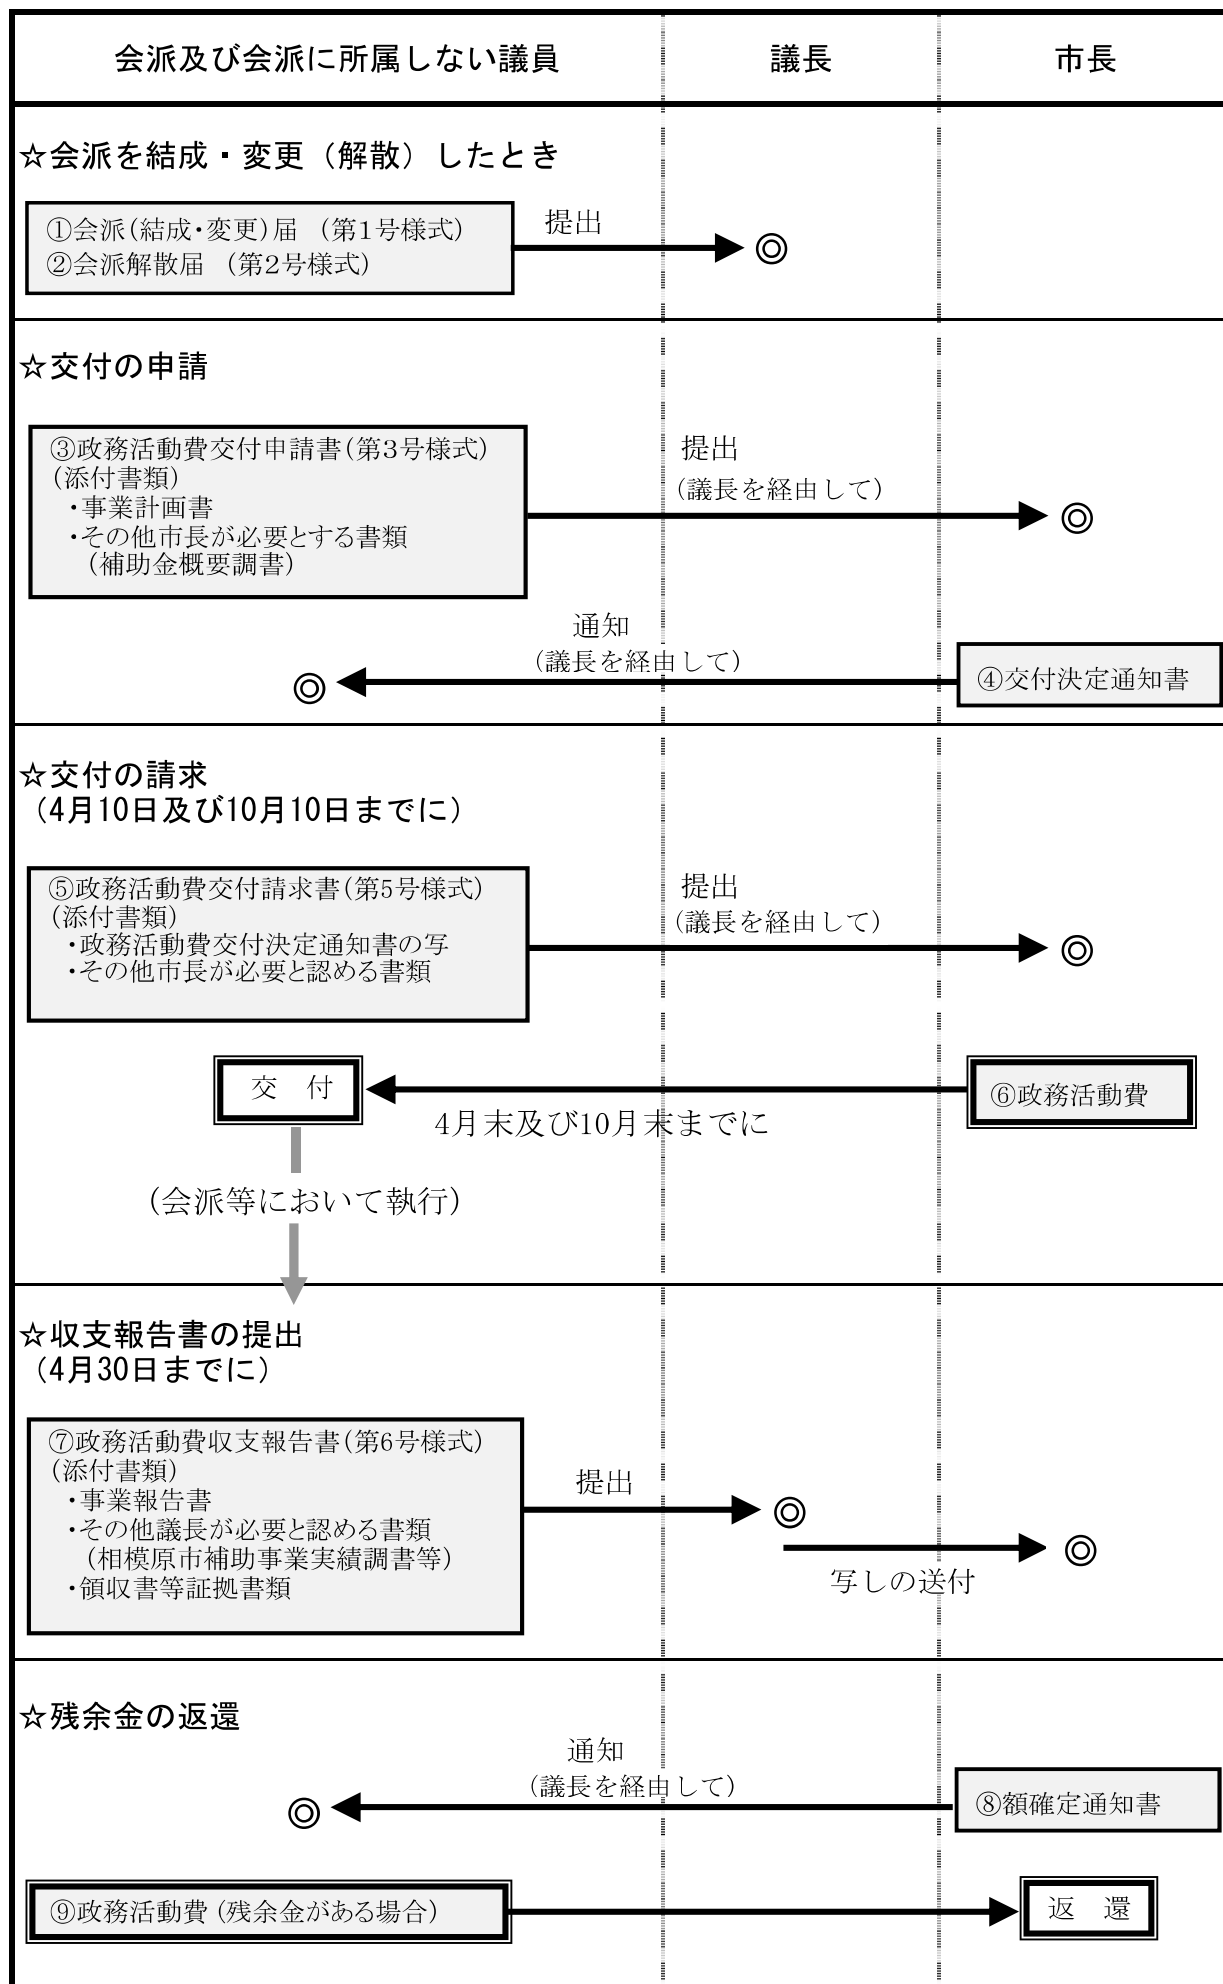 会派及び会派に所属しない議員
議長
市長
☆会派を結成・変更（解散）したとき
①会派(結成・変更)届　(第1号様式)
②会派解散届　(第2号様式)
提出
◎
☆交付の申請
③政務活動費交付申請書(第3号様式)
(添付書類)
・事業計画書
・その他市長が必要とする書類
(補助金概要調書)
提出
(議長を経由して)
◎
通知
(議長を経由して)
◎
④交付決定通知書
☆交付の請求
（4月10日及び10月10日までに）
⑤政務活動費交付請求書(第5号様式)
(添付書類)
・政務活動費交付決定通知書の写
・その他市長が必要と認める書類
提出
(議長を経由して)
◎
交　付
⑥政務活動費
4月末及び10月末までに
(会派等において執行)
☆収支報告書の提出
（4月30日までに）
⑦政務活動費収支報告書(第6号様式)
(添付書類)
・事業報告書
・その他議長が必要と認める書類
(相模原市補助事業実績調書等)
・領収書等証拠書類
提出
◎
◎
写しの送付
☆残余金の返還
通知
(議長を経由して)
◎
⑧額確定通知書
⑨政務活動費(残余金がある場合)
返　還